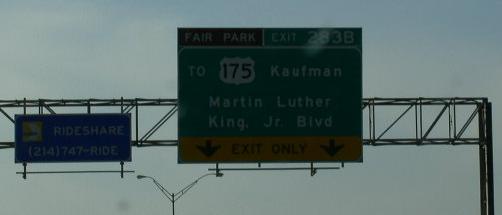 FAIR PARK EXIT 283B
TO 175 Kaufman
Martin Luther
King, Jr. Blvd
EXIT ONLY
RIDESHARE
(214)747-RIDE